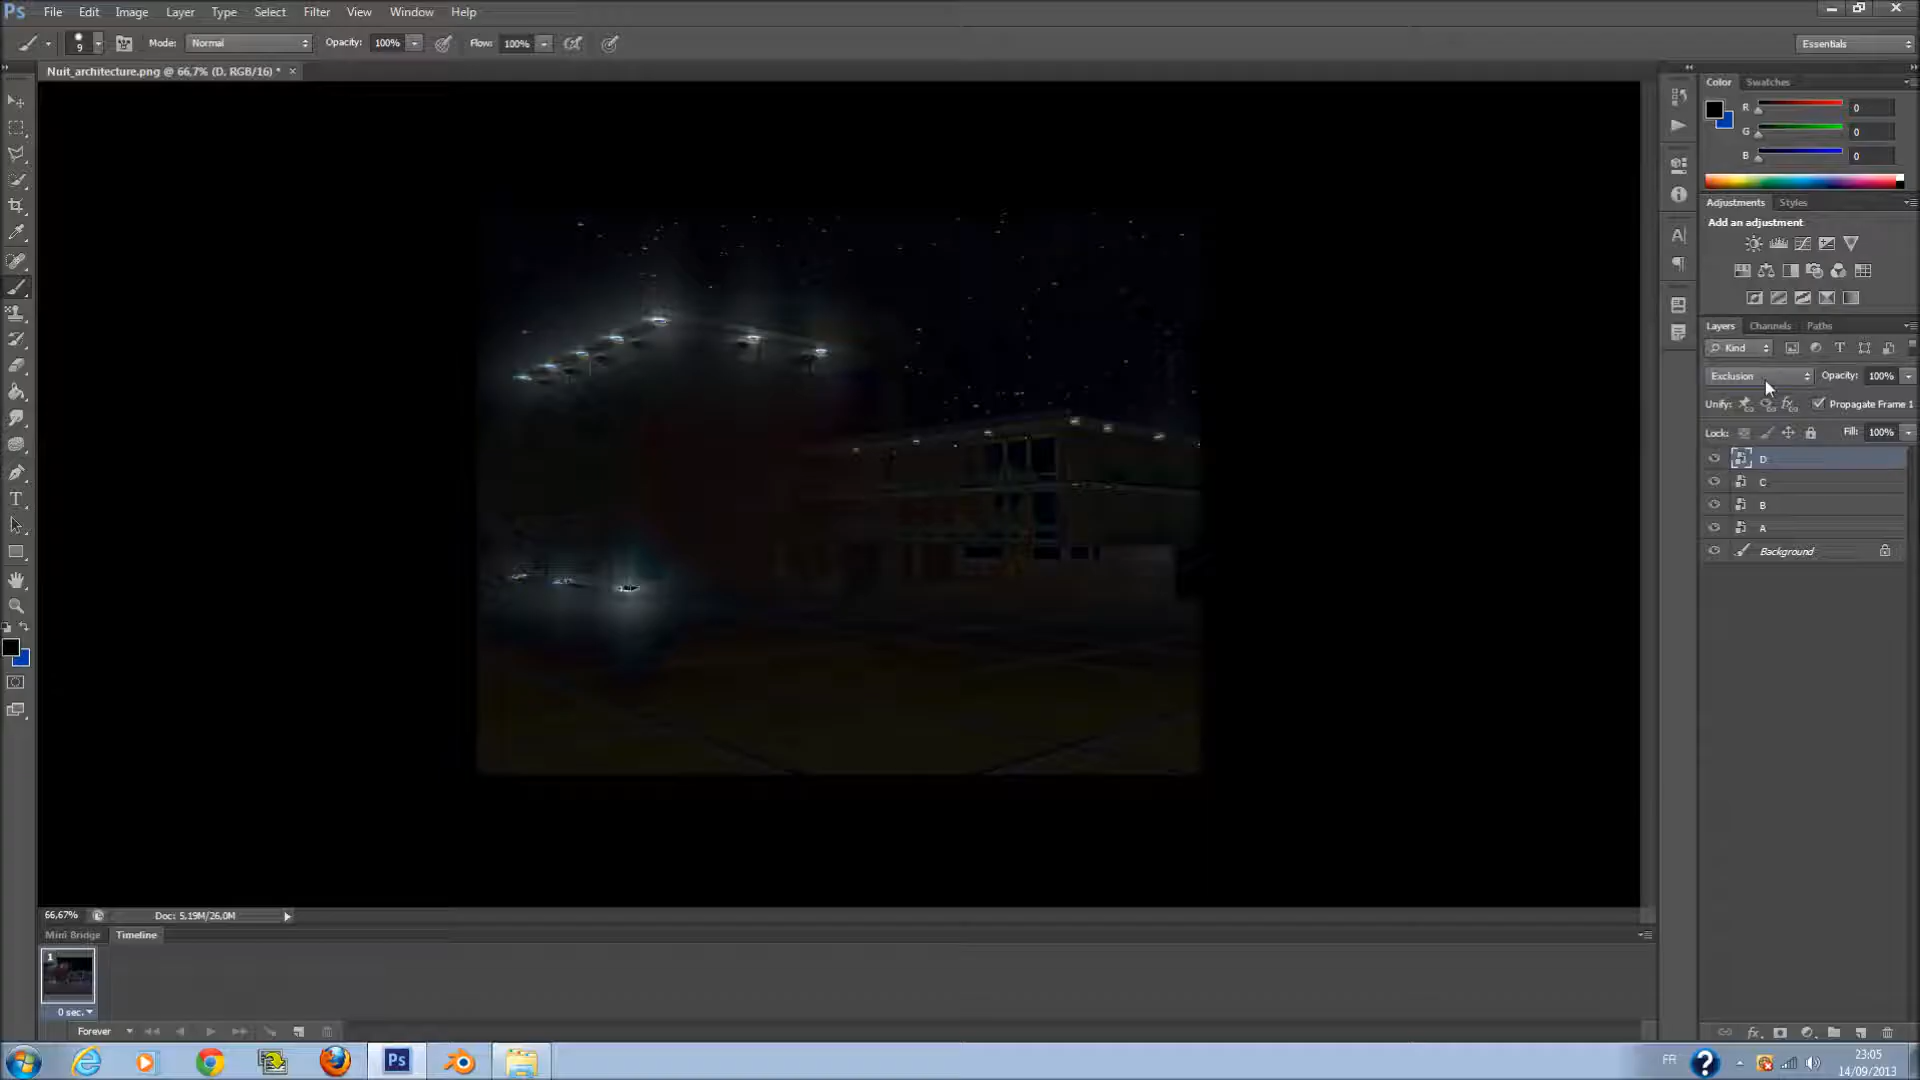 Ps File Edit Image Layer Type Select Filter View Window Help
9 Mode: Normal Opacity: 100% Flow: 100% Essentials
Nuit_architecture.png @ 66,7% (D, RGB/16) * ×
Color Swatches
R 0
G 0
B 0
Adjustments Styles
Add an adjustment
Layers Channels Paths
Kind
Exclusion Opacity: 100%
Unify: Propagate Frame 1
Lock: Fill: 100%
D
C
B
A
Background
66,67% Doc: 5,19M/26,0M
Mini Bridge Timeline
1
0 sec.
Forever
Ps FR 23:05
14/09/2013